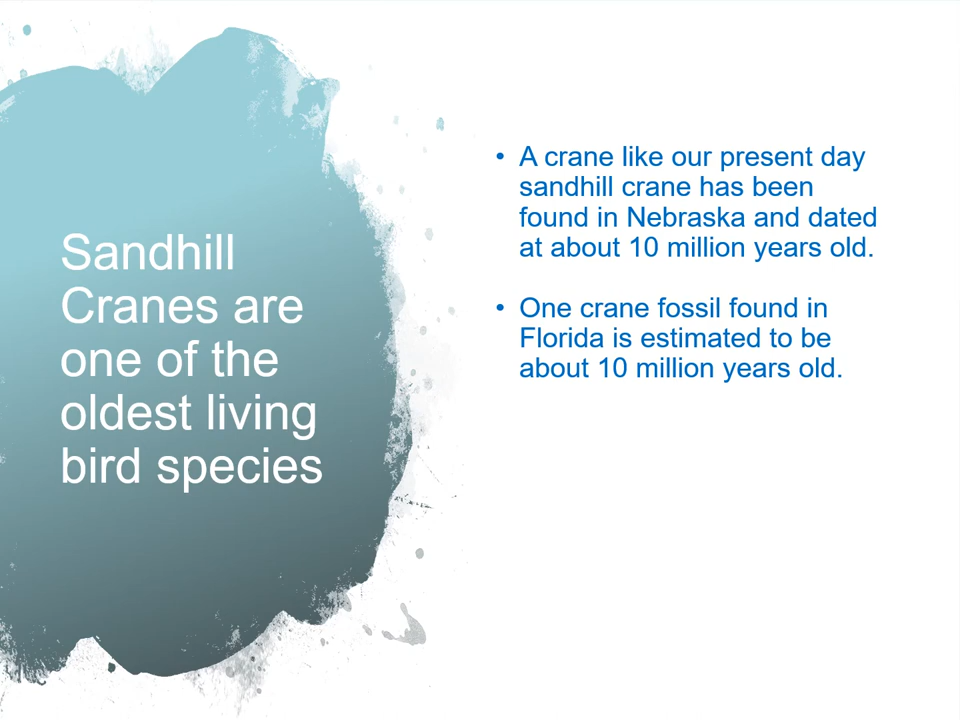 Sandhill
Cranes are
one of the
oldest living
bird species
• A crane like our present day
sandhill crane has been
found in Nebraska and dated
at about 10 million years old.
• One crane fossil found in
Florida is estimated to be
about 10 million years old.